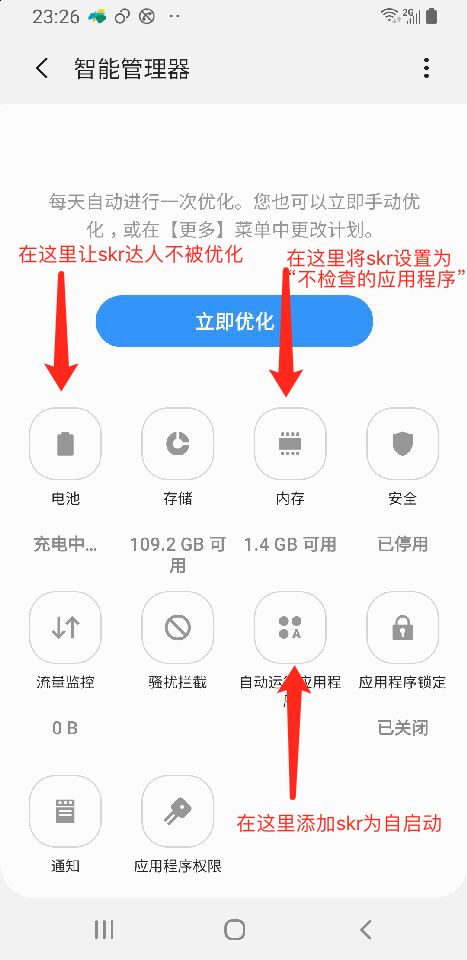 23:26
2G
智能管理器
每天自动进行一次优化。您也可以立即手动优
化，或在【更多】菜单中更改计划。
在这里让skr达人不被优化
在这里将skr设置为
“不检查的应用程序”
立即优化
电池 存储 内存 安全
充电中... 109.2 GB 可 1.4 GB 可用 已停用
用
流量监控 骚扰拦截 自动运行应用程 应用程序锁定
0 B 已关闭
在这里添加skr为自启动
通知 应用程序权限